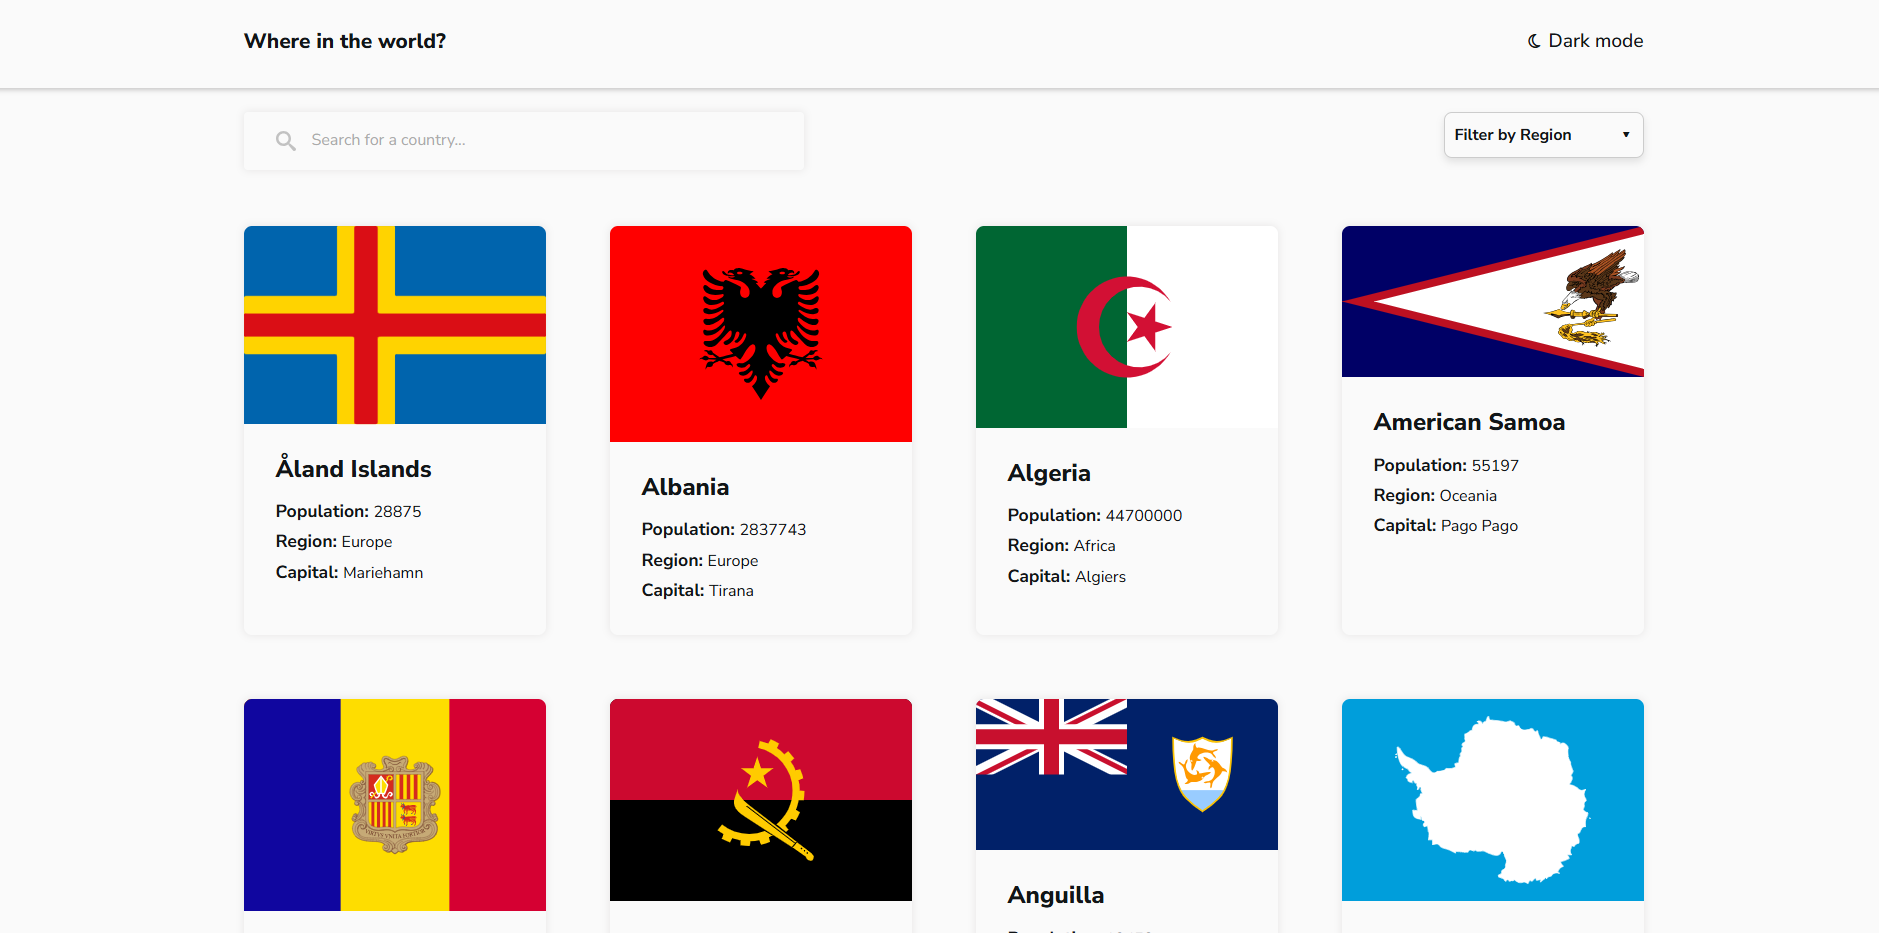 Where in the world?
Dark mode
Search for a country...
Filter by Region
Åland Islands
Population: 28875
Region: Europe
Capital: Mariehamn
Albania
Population: 2837743
Region: Europe
Capital: Tirana
Algeria
Population: 44700000
Region: Africa
Capital: Algiers
American Samoa
Population: 55197
Region: Oceania
Capital: Pago Pago
Anguilla